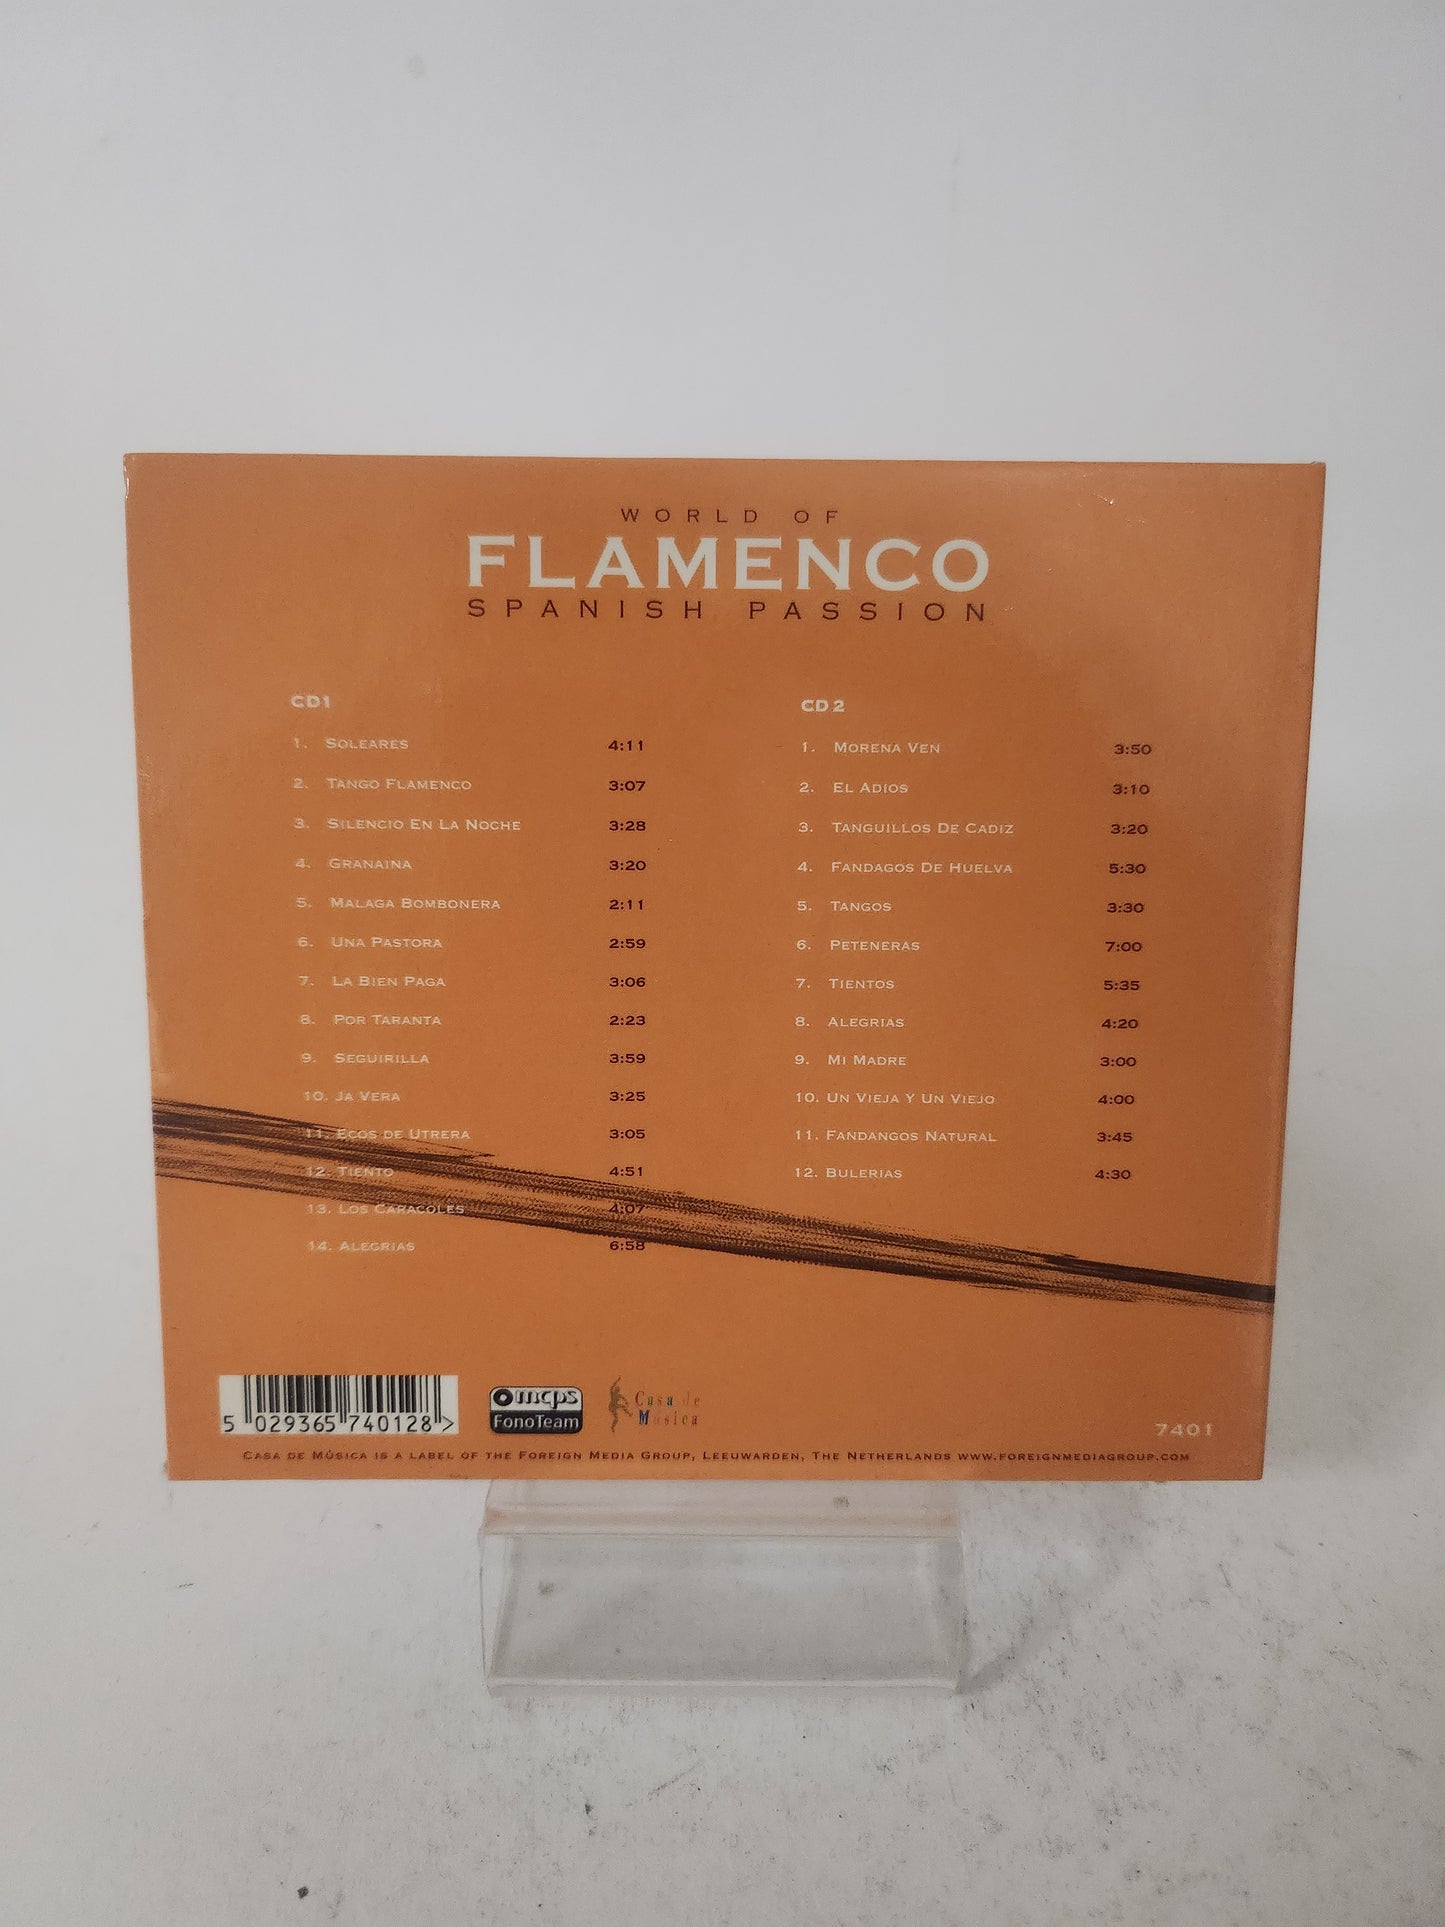 WORLD OF
FLAMENCO
SPANISH PASSION
CD1
1. SOLEARES 4:11
2. TANGO FLAMENCO 3:07
3. SILENCIO EN LA NOCHE 3:28
4. GRANAINA 3:20
5. MALAGA BOMBONERA 2:11
6. UNA PASTORA 2:59
7. LA BIEN PAGA 3:06
8. POR TARANTA 2:23
9. SEGUIRILLA 3:59
10. JA VERA 3:25
11. ECOS DE UTRERA 3:05
12. TIENTO 4:51
13. LOS CARACOLES 4:07
14. ALEGRIAS 6:58
CD 2
1. MORENA VEN 3:50
2. EL ADIOS 3:10
3. TANGUILLOS DE CADIZ 3:20
4. FANDAGOS DE HUELVA 5:30
5. TANGOS 3:30
6. PETENERAS 7:00
7. TIENTOS 5:35
8. ALEGRIAS 4:20
9. MI MADRE 3:00
10. UN VIEJA Y UN VIEJO 4:00
11. FANDANGOS NATURAL 3:45
12. BULERIAS 4:30
5 029365 740128 >
mcps
FonoTeam
Casa de
Música
7401
CASA DE MÚSICA IS A LABEL OF THE FOREIGN MEDIA GROUP, LEEUWARDEN, THE NETHERLANDS WWW.FOREIGNMEDIAGROUP.COM